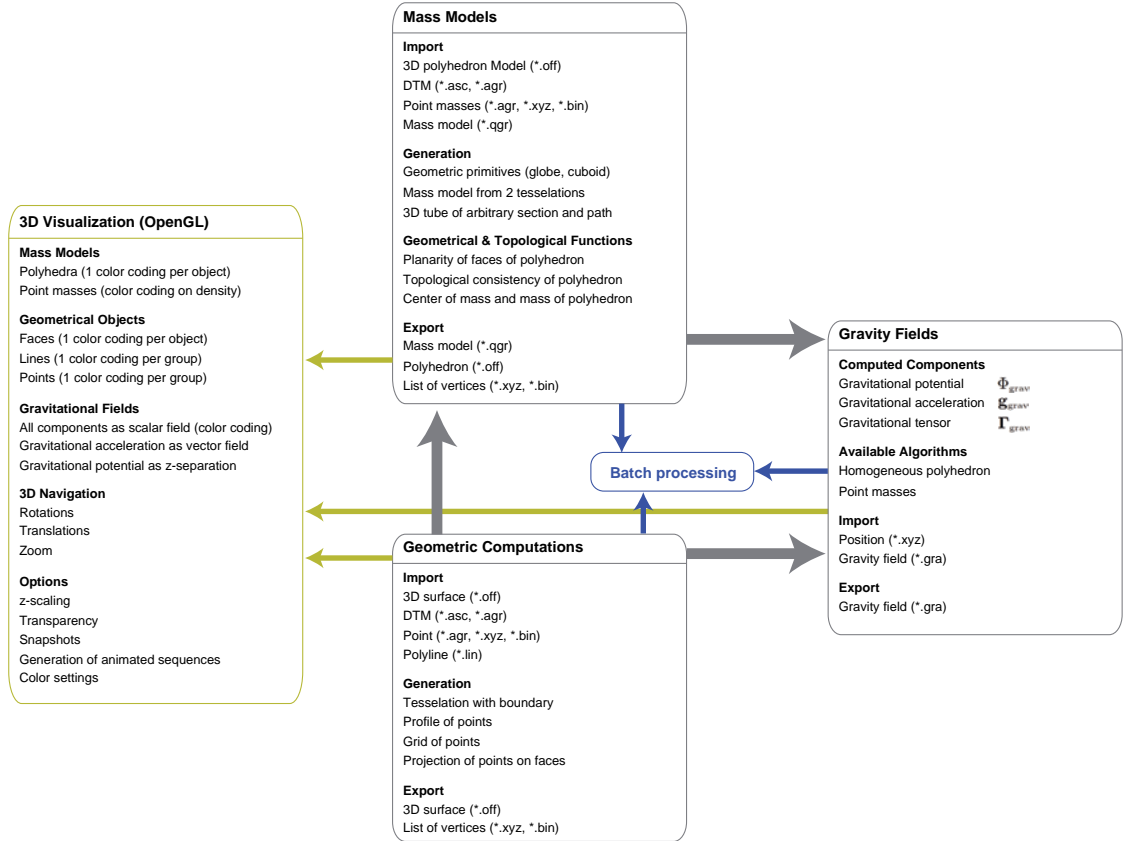 Mass Models
Import
3D polyhedron Model (*.off)
DTM (*.asc, *.agr)
Point masses (*.agr, *.xyz, *.bin)
Mass model (*.qgr)
Generation
Geometric primitives (globe, cuboid)
Mass model from 2 tesselations
3D tube of arbitrary section and path
Geometrical & Topological Functions
Planarity of faces of polyhedron
Topological consistency of polyhedron
Center of mass and mass of polyhedron
Export
Mass model (*.qgr)
Polyhedron (*.off)
List of vertices (*.xyz, *.bin)
3D Visualization (OpenGL)
Mass Models
Polyhedra (1 color coding per object)
Point masses (color coding on density)
Geometrical Objects
Faces (1 color coding per object)
Lines (1 color coding per group)
Points (1 color coding per group)
Gravitational Fields
All components as scalar field (color coding)
Gravitational acceleration as vector field
Gravitational potential as z-separation
3D Navigation
Rotations
Translations
Zoom
Options
z-scaling
Transparency
Snapshots
Generation of animated sequences
Color settings
Batch processing
Gravity Fields
Computed Components
Gravitational potential Φgrav
Gravitational acceleration ggrav
Gravitational tensor Γgrav
Available Algorithms
Homogeneous polyhedron
Point masses
Import
Position (*.xyz)
Gravity field (*.gra)
Export
Gravity field (*.gra)
Geometric Computations
Import
3D surface (*.off)
DTM (*.asc, *.agr)
Point (*.agr, *.xyz, *.bin)
Polyline (*.lin)
Generation
Tesselation with boundary
Profile of points
Grid of points
Projection of points on faces
Export
3D surface (*.off)
List of vertices (*.xyz, *.bin)